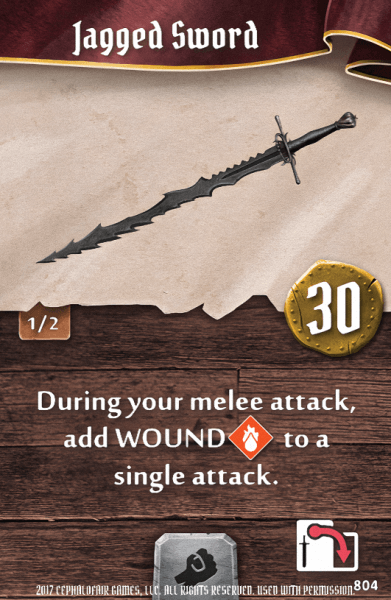 Jagged Sword
30
1/2
During your melee attack,
add WOUND to a
single attack.
804
2017 CEPHALOFAIR GAMES, LLC. ALL RIGHTS RESERVED. USED WITH PERMISSION.